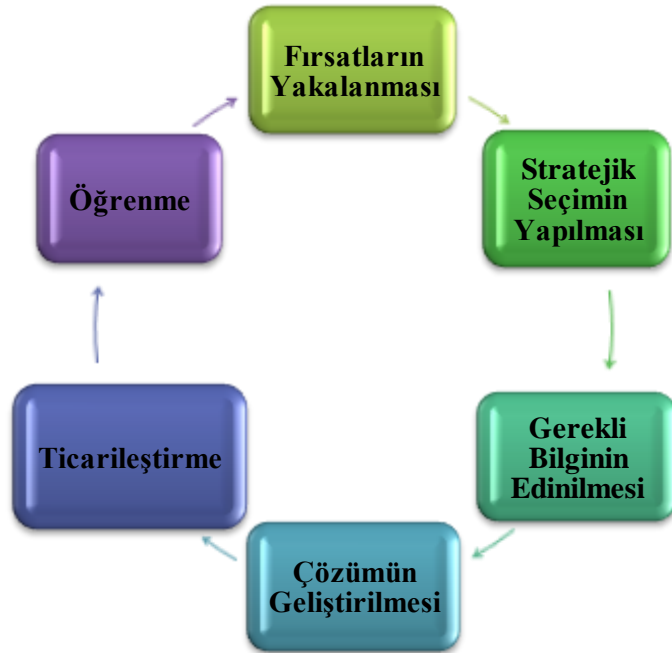 Fırsatların
Yakalanması
Stratejik
Seçimin
Yapılması
Gerekli
Bilginin
Edinilmesi
Çözümün
Geliştirilmesi
Ticarileştirme
Öğrenme